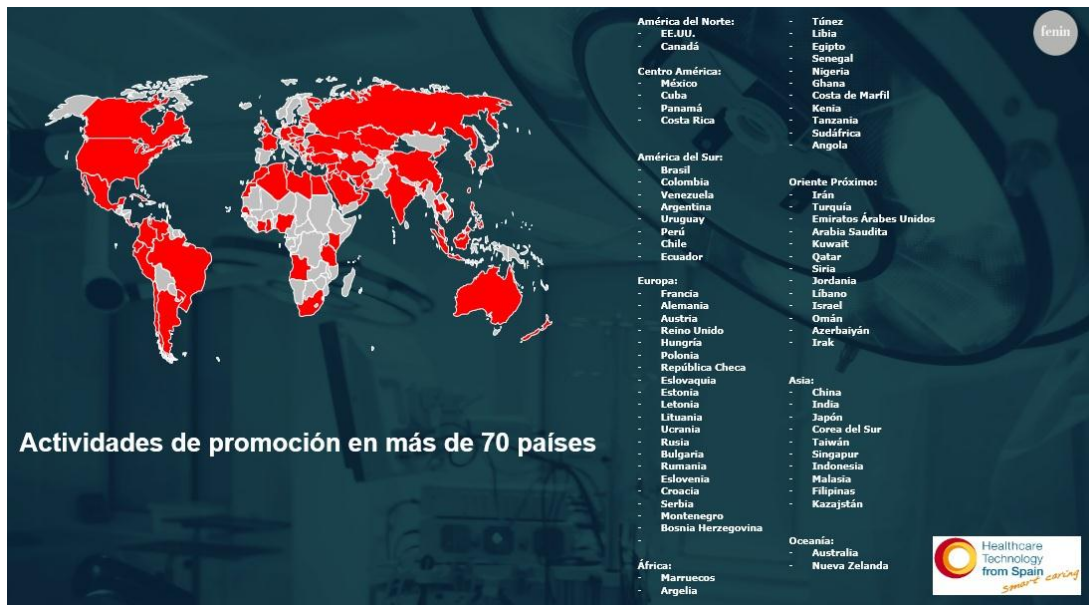 América del Norte:
- EE.UU.
- Canadá
Centro América:
- México
- Cuba
- Panamá
- Costa Rica
América del Sur:
- Brasil
- Colombia
- Venezuela
- Argentina
- Uruguay
- Perú
- Chile
- Ecuador
Europa:
- Francia
- Alemania
- Austria
- Reino Unido
- Hungría
- Polonia
- República Checa
- Eslovaquia
- Estonia
- Letonia
- Lituania
- Ucrania
- Rusia
- Bulgaria
- Rumania
- Eslovenia
- Croacia
- Serbia
- Montenegro
- Bosnia Herzegovina
-
África:
- Marruecos
- Argelia
- Túnez
- Libia
- Egipto
- Senegal
- Nigeria
- Ghana
- Costa de Marfil
- Kenia
- Tanzania
- Sudáfrica
- Angola
Oriente Próximo:
- Irán
- Turquía
- Emiratos Árabes Unidos
- Arabia Saudita
- Kuwait
- Qatar
- Siria
- Jordania
- Líbano
- Israel
- Omán
- Azerbaiyán
- Irak
Asia:
- China
- India
- Japón
- Corea del Sur
- Taiwán
- Singapur
- Indonesia
- Malasia
- Filipinas
- Kazajstán
Oceanía:
- Australia
- Nueva Zelanda
fenin
Actividades de promoción en más de 70 países
Healthcare
Technology
from Spain
smart caring